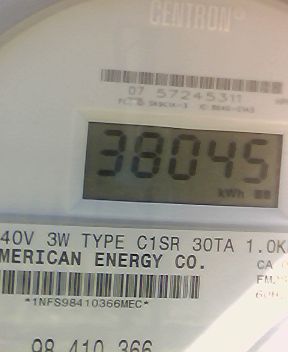 CENTRON®
07 57245311
38045
kWh
40V 3W TYPE C1SR 30TA 1.0K
MERICAN ENERGY CO.
CA
*1NFS98410366MEC*
98 410 366